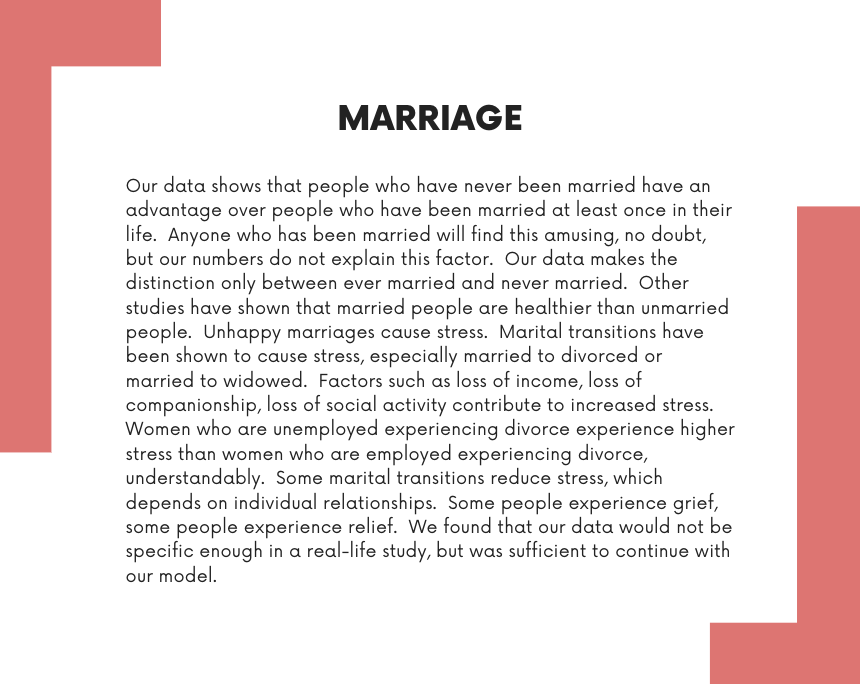 MARRIAGE
Our data shows that people who have never been married have an
advantage over people who have been married at least once in their
life.  Anyone who has been married will find this amusing, no doubt,
but our numbers do not explain this factor.  Our data makes the
distinction only between ever married and never married.  Other
studies have shown that married people are healthier than unmarried
people.  Unhappy marriages cause stress.  Marital transitions have
been shown to cause stress, especially married to divorced or
married to widowed.  Factors such as loss of income, loss of
companionship, loss of social activity contribute to increased stress.
Women who are unemployed experiencing divorce experience higher
stress than women who are employed experiencing divorce,
understandably.  Some marital transitions reduce stress, which
depends on individual relationships.  Some people experience grief,
some people experience relief.  We found that our data would not be
specific enough in a real-life study, but was sufficient to continue with
our model.